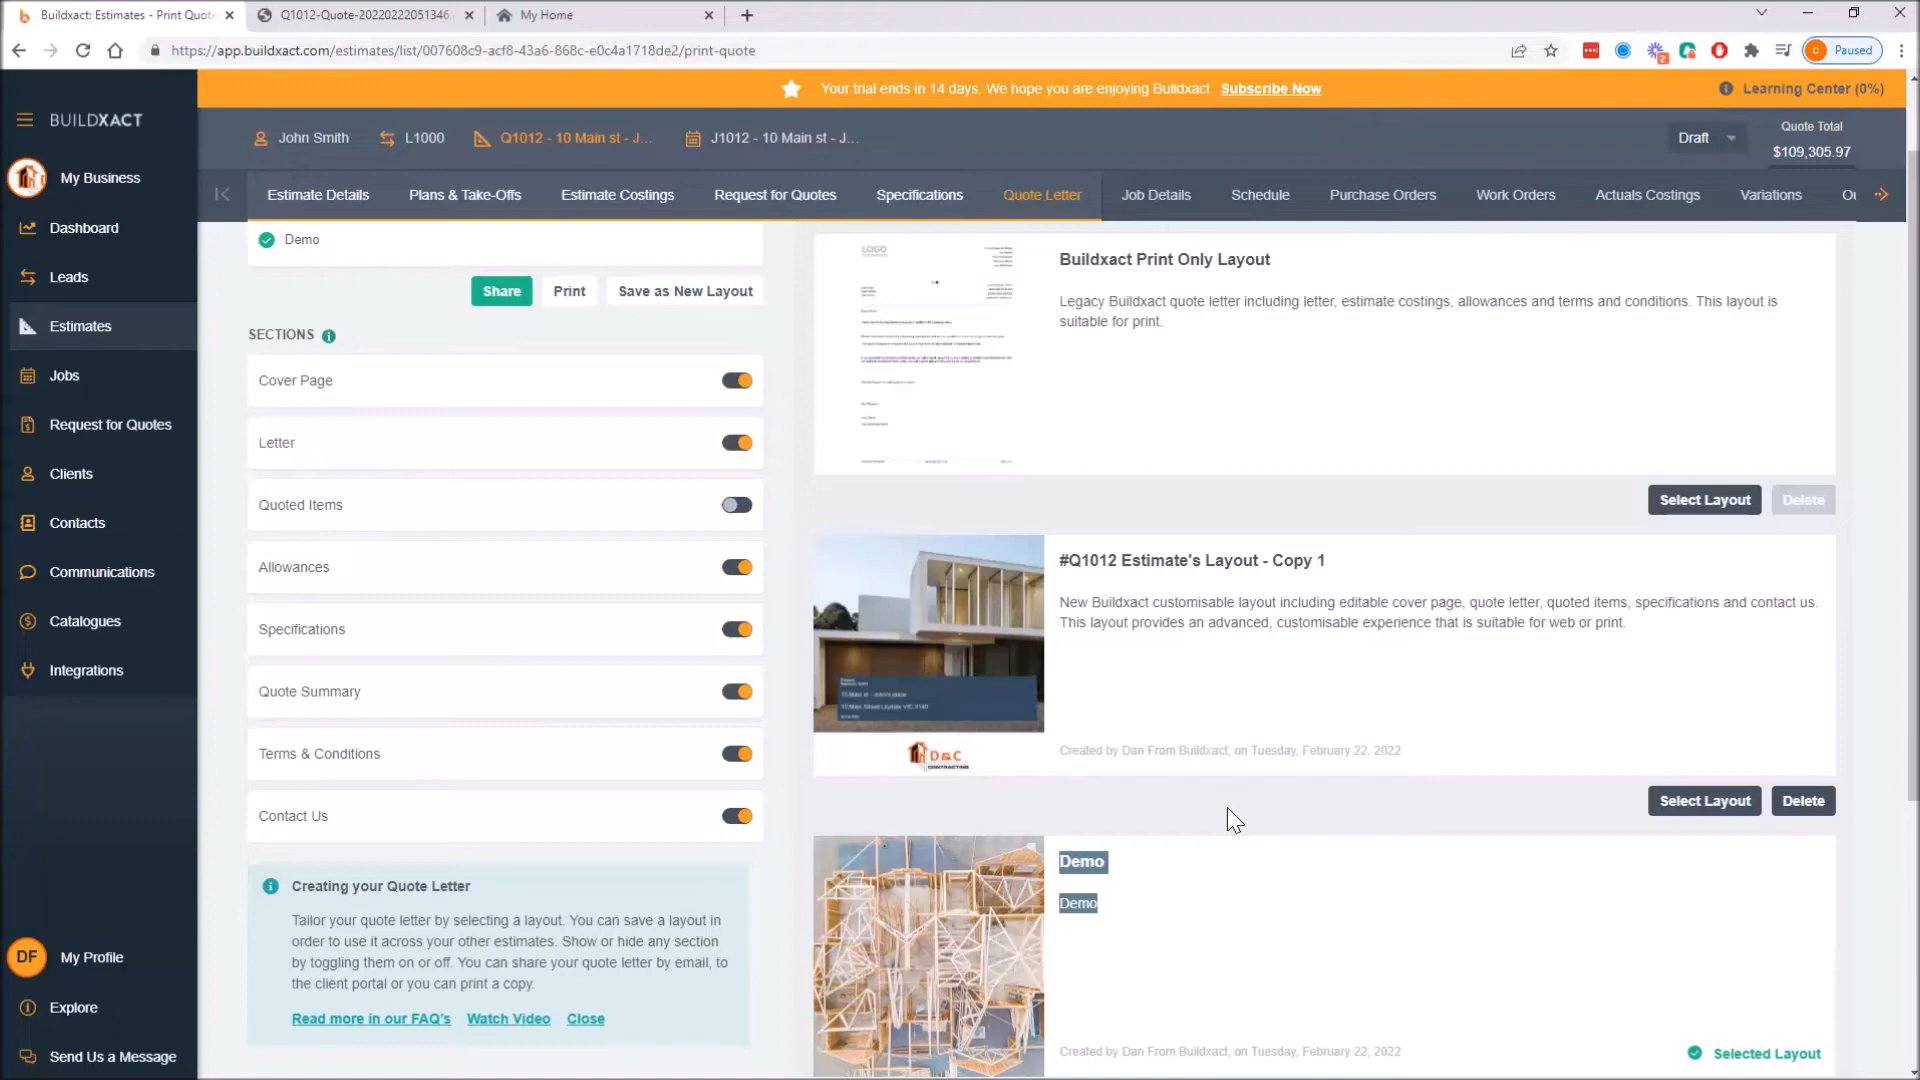 Buildxact: Estimates - Print Quot
Q1012-Quote-20220222051346.
My Home
https://app.buildxact.com/estimates/list/007608c9-acf8-43a6-868c-e0c4a1718de2/print-quote
2
C
Paused
Your trial ends in 14 days. We hope you are enjoying Buildxact Subscribe Now
Learning Center (0%)
BUILDXACT
John Smith
L1000
Q1012 - 10 Main st - J...
J1012 - 10 Main st - J...
Draft
Quote Total
$109,305.97
Estimate Details
Plans & Take-Offs
Estimate Costings
Request for Quotes
Specifications
Quote Letter
Job Details
Schedule
Purchase Orders
Work Orders
Actuals Costings
Variations
My Business
Dashboard
Leads
Estimates
Jobs
Request for Quotes
Clients
Contacts
Communications
Catalogues
Integrations
DF
My Profile
Explore
Send Us a Message
Demo
Share
Print
Save as New Layout
SECTIONS
Cover Page
Letter
Quoted Items
Allowances
Specifications
Quote Summary
Terms & Conditions
Contact Us
Creating your Quote Letter
Tailor your quote letter by selecting a layout. You can save a layout in
order to use it across your other estimates. Show or hide any section
by toggling them on or off. You can share your quote letter by email, to
the client portal or you can print a copy.
Read more in our FAQ's
Watch Video
Close
LOGO
Buildxact Print Only Layout
Legacy Buildxact quote letter including letter, estimate costings, allowances and terms and conditions. This layout is
suitable for print.
Select Layout
Delete
#Q1012 Estimate's Layout - Copy 1
New Buildxact customisable layout including editable cover page, quote letter, quoted items, specifications and contact us.
This layout provides an advanced, customisable experience that is suitable for web or print.
D&C
CONTRACTING
Created by Dan From Buildxact, on Tuesday, February 22, 2022
Select Layout
Delete
Demo
Demo
Created by Dan From Buildxact, on Tuesday, February 22, 2022
Selected Layout